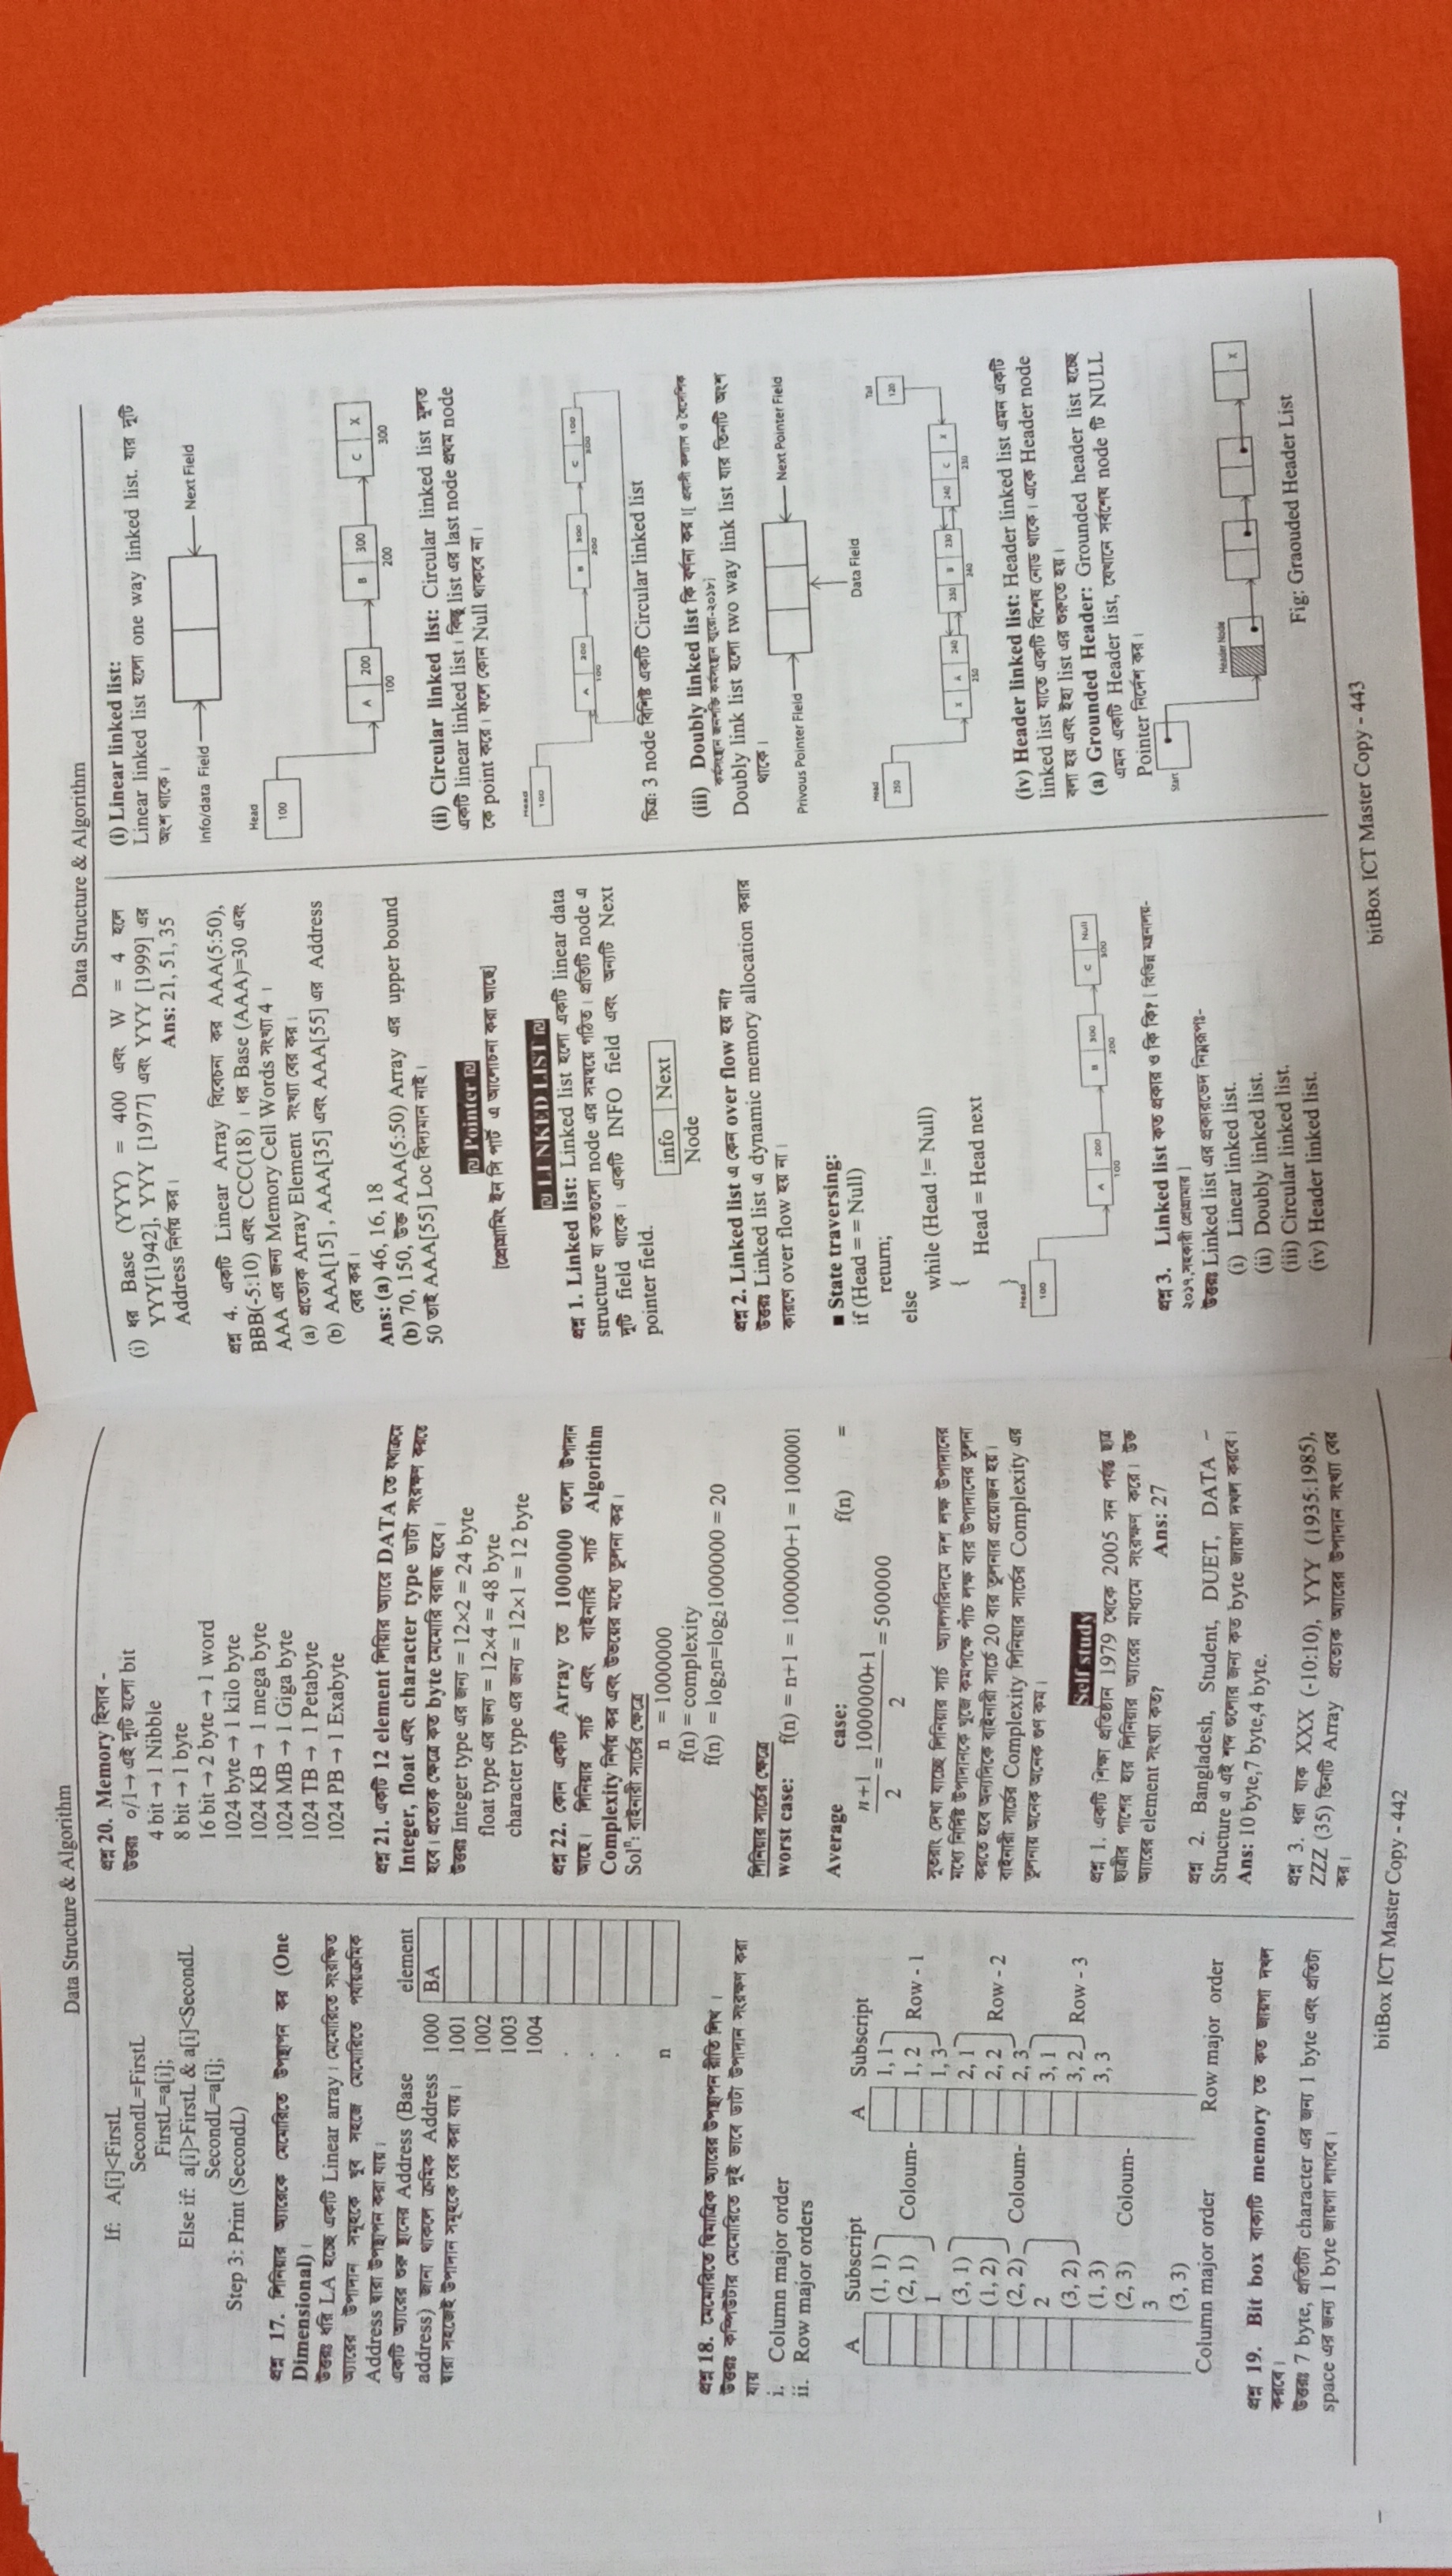 Data Structure & Algorithm
If: A[i]<FirstL
SecondL=FirstL
FirstL=a[i];
Else if: a[i]>FirstL & a[i]<SecondL
SecondL=a[i];
Step 3: Print (SecondL)
প্রশ্ন 17. লিনিয়ার অ্যারেকে মেমোরিতে উপস্থাপন কর (One
Dimensional)।
উত্তরঃ ধরি LA হচ্ছে একটি Linear array। মেমোরিতে সংরক্ষিত
অ্যারের উপাদান সমূহকে খুব সহজে মেমোরিতে পর্যায়ক্রমিক
Address দ্বারা উপস্থাপন করা যায়।
একটি অ্যারের শুরু স্থানের Address (Base
address) জানা থাকলে ক্রমিক Address
দ্বারা সহজেই উপাদান সমূহকে বের করা যায়।
element
1000 BA
1001
1002
1003
1004
.
.
.
n
প্রশ্ন 18. মেমোরিতে দ্বিমাত্রিক অ্যারের উপস্থাপন রীতি লিখ ।
উত্তরঃ কম্পিউটার মেমোরিতে দুই ভাবে ডাটা উপাদান সংরক্ষণ করা
যায়
i. Column major order
ii. Row major orders
A Subscript
(1, 1)
(2, 1) Coloum-
1
(3, 1)
(1, 2)
(2, 2) Coloum-
2
(3, 2)
(1, 3)
(2, 3) Coloum-
3
(3, 3)
Column major order
A Subscript
1, 1
1, 2 Row - 1
1, 3
2, 1
2, 2 Row - 2
2, 3
3, 1
3, 2 Row - 3
3, 3
Row major order
প্রশ্ন 19. Bit box বাক্যটি memory তে কত জায়গা দখল
করবে।
উত্তরঃ 7 byte, প্রতিটা character এর জন্য 1 byte এবং প্রতিটা
space এর জন্য 1 byte জায়গা লাগবে।
প্রশ্ন 20. Memory হিসাব -
উত্তরঃ ০/1→ এই দুটি হলো bit
4 bit → 1 Nibble
8 bit → 1 byte
16 bit → 2 byte → 1 word
1024 byte → 1 kilo byte
1024 KB → 1 mega byte
1024 MB → 1 Giga byte
1024 TB → 1 Petabyte
1024 PB → 1 Exabyte
প্রশ্ন 21. একটি 12 element লিয়িার অ্যারে DATA তে যথাক্রমে
Integer, float এবং character type ডাটা সংরক্ষণ করতে
হবে। প্রত্যেক ক্ষেত্রে কত byte মেমোরি বরাদ্ধ হবে।
উত্তরঃ Integer type এর জন্য = 12×2 = 24 byte
float type এর জন্য = 12×4 = 48 byte
character type এর জন্য = 12×1 = 12 byte
প্রশ্ন 22. কোন একটি Array তে 1000000 গুলো উপাদান
আছে। লিনিয়ার সার্চ এবং বাইনারি সার্চ Algorithm
Complexity নির্ণয় কর এবং উভয়ের মধ্যে তুলনা কর।
Solⁿ: বাইনারী সার্চের ক্ষেত্রে
n = 1000000
f(n) = complexity
f(n) = log₂n=log₂1000000 = 20
লিনিয়ার সার্চের ক্ষেত্রে
worst case: f(n) = n+1 = 1000000+1 = 1000001
Average case: f(n) =
n+1/2 = 1000000+1/2 = 500000
সুতরাং দেখা যাচ্ছে লিনিয়ার সার্চ অ্যালগরিদমে দশ লক্ষ উপাদানের
মধ্যে নির্দিষ্ট উপাদানকে খুজে কমপক্ষে পাঁচ লক্ষ বার উপাদানের তুলনা
করতে হবে অন্যদিকে বাইনারী সার্চে 20 বার তুলনার প্রয়োজন হয়।
বাইনারী সার্চের Complexity লিনিয়ার সার্চের Complexity এর
তুলনায় অনেক অনেক গুণ কম।
Self study
প্রশ্ন 1. একটি শিক্ষা প্রতিষ্ঠান 1979 থেকে 2005 সন পর্যন্ত ছাত্র
ছাত্রীর পাশের হার লিনিয়ার অ্যারের মাধ্যমে সংরক্ষণ করে। উক্ত
অ্যারের element সংখ্যা কত? Ans: 27
প্রশ্ন 2. Bangladesh, Student, DUET, DATA –
Structure এ এই শব্দ গুলোর জন্য কত byte জায়গা দখল করবে।
Ans: 10 byte,7 byte,4 byte.
প্রশ্ন 3. ধরা যাক XXX (-10:10), YYY (1935:1985),
ZZZ (35) তিনটি Array প্রত্যেক অ্যারের উপাদান সংখ্যা বের
কর।
bitBox ICT Master Copy - 442
Data Structure & Algorithm
(i) ধর Base (YYY) = 400 এবং W = 4 হলে
YYY[1942], YYY [1977] এবং YYY [1999] এর
Address নির্ণয় কর। Ans: 21, 51, 35
প্রশ্ন 4. একটি Linear Array বিবেচনা কর AAA(5:50),
BBB(-5:10) এবং CCC(18) । ধর Base (AAA)=30 এবং
AAA এর জন্য Memory Cell Words সংখ্যা 4 ।
(a) প্রত্যেক Array Element সংখ্যা বের কর।
(b) AAA[15] , AAA[35] এবং AAA[55] এর Address
বের কর।
Ans: (a) 46, 16, 18
(b) 70, 150, উক্ত AAA(5:50) Array এর upper bound
50 তাই AAA[55] Loc বিদ্যমান নাই।
Pointer
[প্রোগ্রামিং ইন সি পার্ট এ আলোচনা করা আছে]
LINKED LIST
প্রশ্ন 1. Linked list: Linked list হলো একটি linear data
structure যা কতগুলো node এর সমন্বয়ে গঠিত। প্রতিটি node এ
দুটি field থাকে। একটি INFO field এবং অন্যটি Next
pointer field.
info Next
Node
প্রশ্ন 2. Linked list এ কেন over flow হয় না?
উত্তরঃ Linked list এ dynamic memory allocation করার
কারণে over flow হয় না।
■ State traversing:
if (Head = = Null)
return;
else
while (Head != Null)
{
Head = Head next
}
Head
100
A 200 B 300 C Null
100 200 300
প্রশ্ন 3. Linked list কত প্রকার ও কি কি? [ বিভিন্ন মন্ত্রনালয়-
২০১৭,সহকারী প্রোগ্রামার ]
উত্তরঃ Linked list এর প্রকারভেদ নিম্নরূপঃ-
(i) Linear linked list.
(ii) Doubly linked list.
(iii) Circular linked list.
(iv) Header linked list.
(i) Linear linked list:
Linear linked list হলো one way linked list. যার দুটি
অংশ থাকে।
Info/data Field Next Field
Head
100
A 200 B 300 C X
100 200 300
(ii) Circular linked list: Circular linked list মূলত
একটি linear linked list। কিন্তু list এর last node প্রথম node
কে point করে। ফলে কোন Null থাকবে না।
Head
100
A 200 B 300 C 100
100 200 300
চিত্র: 3 node বিশিষ্ট একটি Circular linked list
(iii) Doubly linked list কি বর্ণনা কর।[ প্রবাসী কল্যান ও বৈদেশিক
কর্মসংস্থান জনশক্তি কর্মসংস্থান ব্যুরো-২০১৮]
Doubly link list হলো two way link list যার তিনটি অংশ
থাকে।
Privous Pointer Field Next Pointer Field
Data Field
Head Tail
250 120
X A 240 250 B 230 240 C X
250 240 230
(iv) Header linked list: Header linked list এমন একটি
linked list যাতে একটি বিশেষ নোড থাকে। একে Header node
বলা হয় এবং ইহা list এর শুরুতে হয়।
(a) Grounded Header: Grounded header list হচ্ছে
এমন একটি Header list, যেখানে সর্বশেষ node টি NULL
Pointer নির্দেশ কর।
Start
Header Node
X
Fig: Graouded Header List
bitBox ICT Master Copy - 443